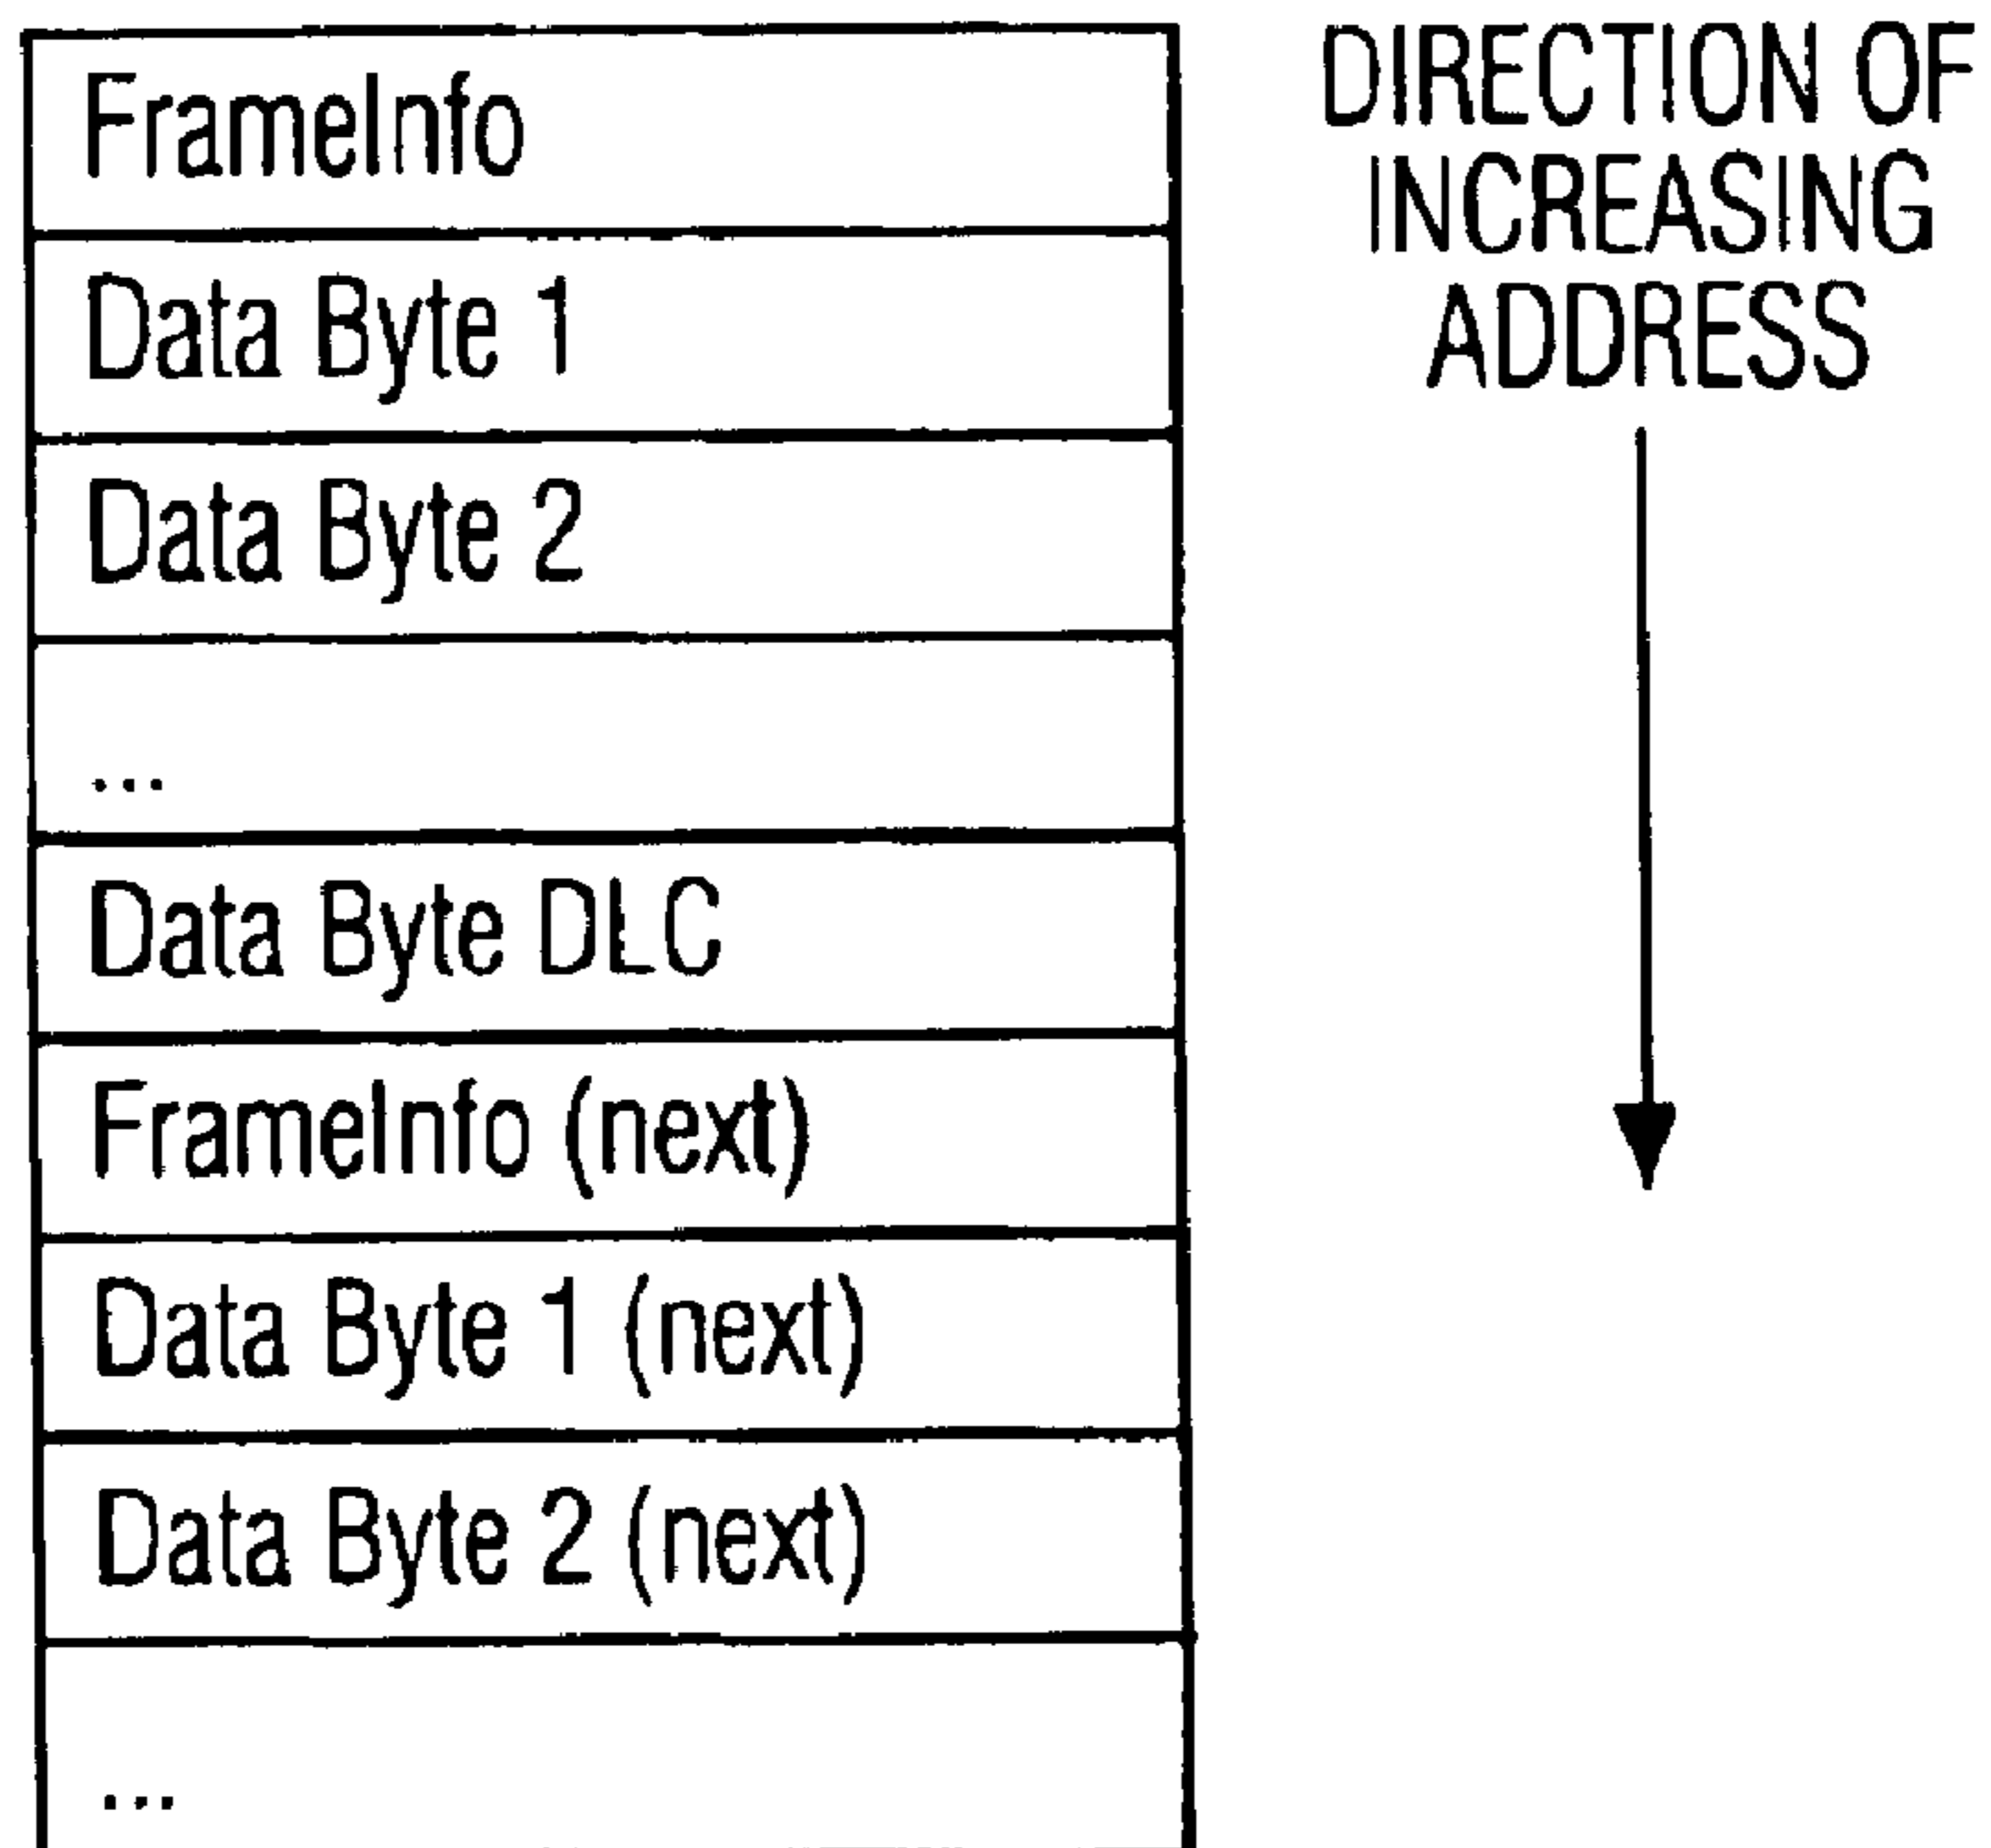 FrameInfo
Data Byte 1
Data Byte 2
...
Data Byte DLC
FrameInfo (next)
Data Byte 1 (next)
Data Byte 2 (next)
...
DIRECTION OF
INCREASING
ADDRESS